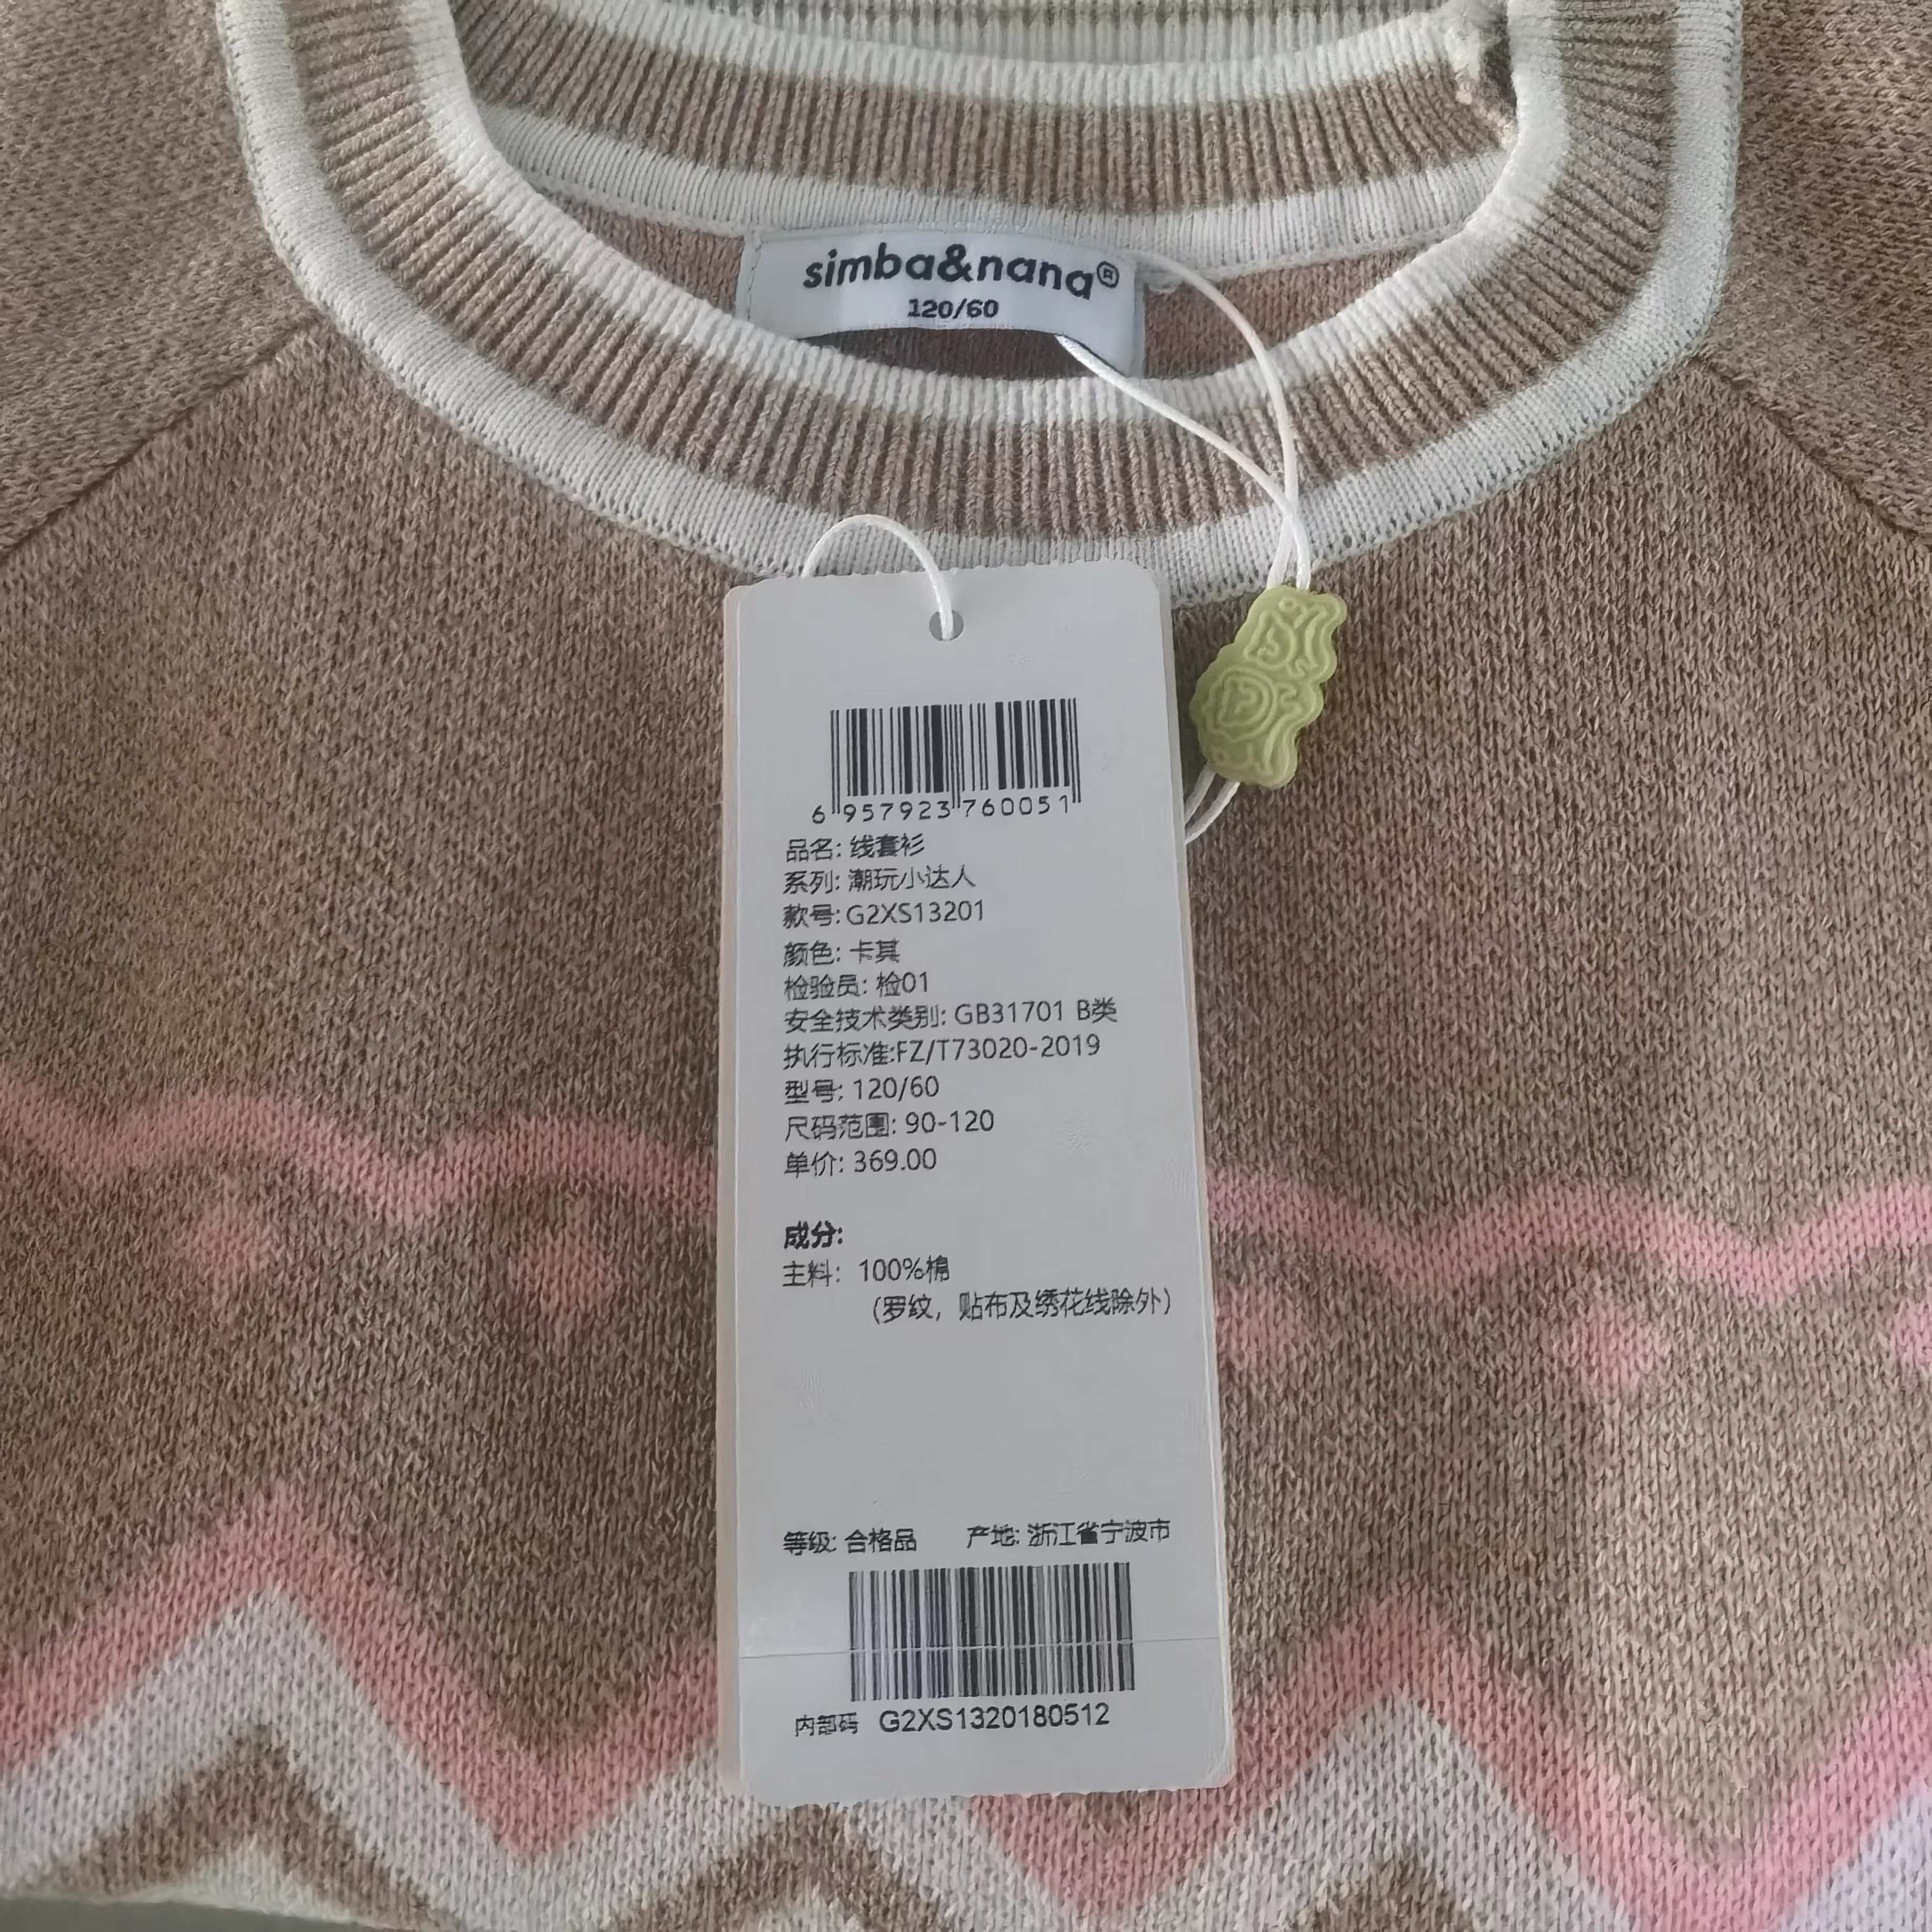 simba&nana®
120/60
6957923760051
品名: 线套衫
系列: 潮玩小达人
款号: G2XS13201
颜色: 卡其
检验员: 检01
安全技术类别: GB31701 B类
执行标准:FZ/T73020-2019
型号: 120/60
尺码范围: 90-120
单价: 369.00
成分:
主料: 100%棉
(罗纹, 贴布及绣花线除外)
等级: 合格品 产地: 浙江省宁波市
内部码 G2XS1320180512